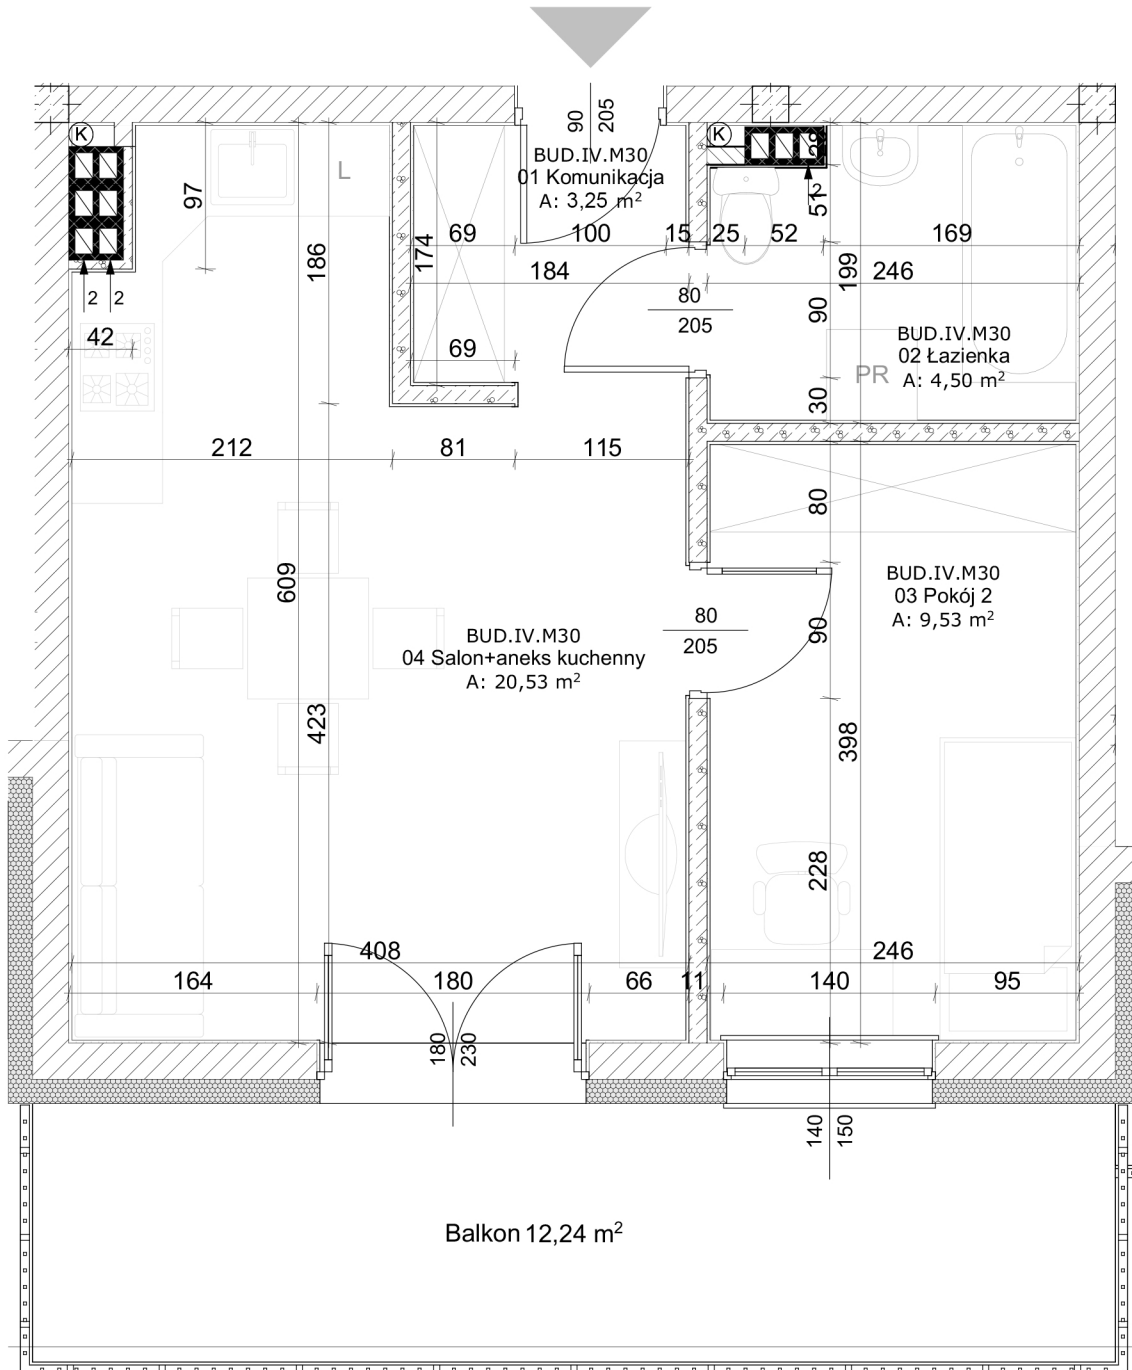 90
205
K
BUD.IV.M30
01 Komunikacja
A: 3,25 m²
K
28
L
97
2
51
69
100
15
25
52
169
174
186
199
184
246
2
2
80
205
90
42
69
BUD.IV.M30
02 Łazienka
A: 4,50 m²
PR
30
212
81
115
80
609
BUD.IV.M30
03 Pokój 2
A: 9,53 m²
80
205
90
BUD.IV.M30
04 Salon+aneks kuchenny
A: 20,53 m²
423
398
228
408
246
164
180
66
11
140
95
180
230
140
150
Balkon 12,24 m²